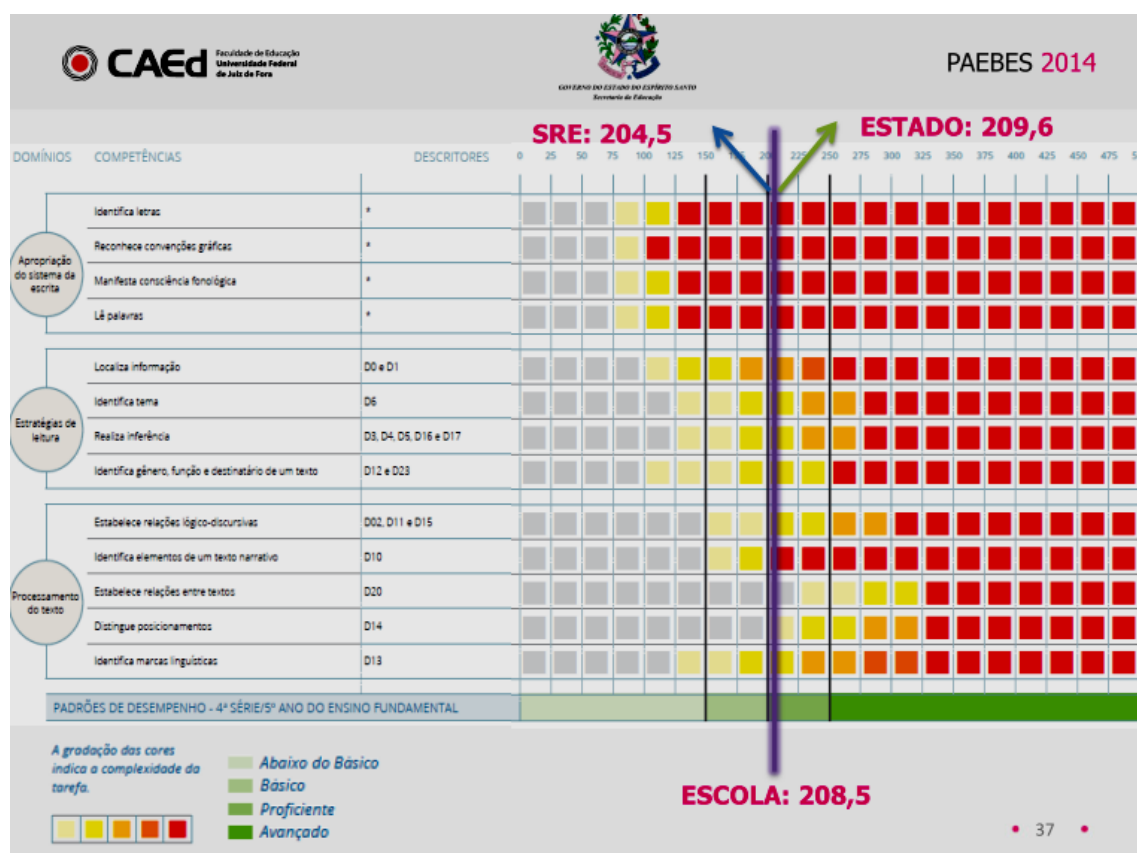 CAEd
Faculdade de Educação
Universidade Federal
de Juiz de Fora
GOVERNO DO ESTADO DO ESPÍRITO SANTO
Secretaria da Educação
PAEBES 2014
SRE: 204,5
ESTADO: 209,6
DOMÍNIOS COMPETÊNCIAS DESCRITORES 0 25 50 75 100 125 150 225 250 275 300 325 350 375 400 425 450 475
Apropriação
do sistema da
escrita
Identifica letras *
Reconhece convenções gráficas *
Manifesta consciência fonológica *
Lê palavras *
Estratégias de
leitura
Localiza informação D0 e D1
Identifica tema D6
Realiza inferência D3, D4, D5, D16 e D17
Identifica gênero, função e destinatário de um texto D12 e D23
Processamento
do texto
Estabelece relações lógico-discursivas D02, D11 e D15
Identifica elementos de um texto narrativo D10
Estabelece relações entre textos D20
Distingue posicionamentos D14
Identifica marcas linguísticas D13
PADRÕES DE DESEMPENHO - 4ª SÉRIE/5º ANO DO ENSINO FUNDAMENTAL
A gradação das cores
indica a complexidade da
tarefa.
Abaixo do Básico
Básico
Proficiente
Avançado
ESCOLA: 208,5
• 37 •